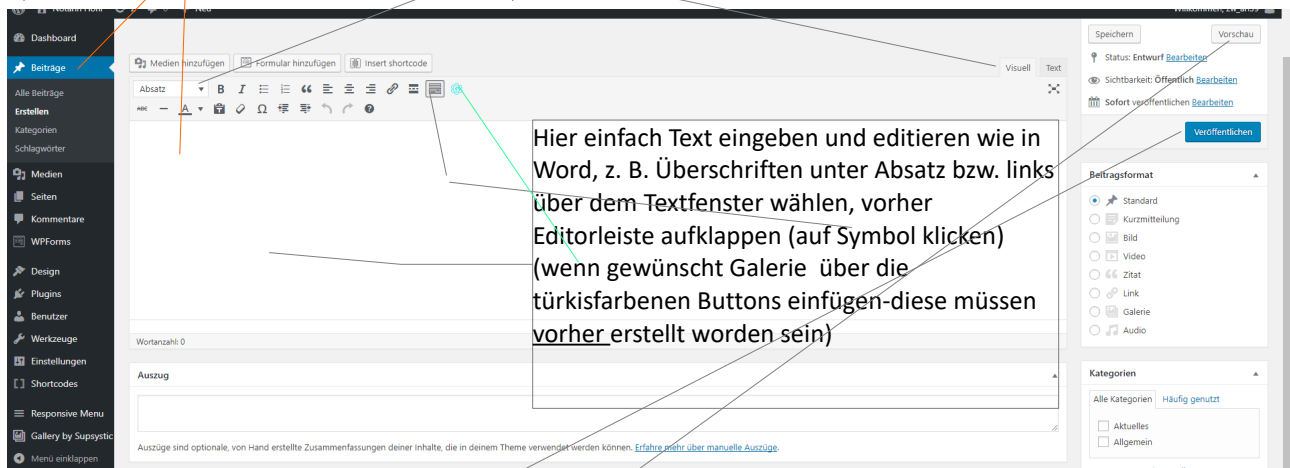 Neu
Dashboard
Beiträge
Alle Beiträge
Erstellen
Kategorien
Schlagwörter
Medien
Seiten
Kommentare
WPForms
Design
Plugins
Benutzer
Werkzeuge
Einstellungen
Shortcodes
Responsive Menu
Gallery by Supsystic
Menü einklappen
Medien hinzufügen
Formular hinzufügen
Insert shortcode
Visuell Text
Absatz
Hier einfach Text eingeben und editieren wie in
Word, z. B. Überschriften unter Absatz bzw. links
über dem Textfenster wählen, vorher
Editorleiste aufklappen (auf Symbol klicken)
(wenn gewünscht Galerie über die
türkisfarbenen Buttons einfügen-diese müssen
vorher erstellt worden sein)
Wortanzahl: 0
Auszug
Auszüge sind optionale, von Hand erstellte Zusammenfassungen deiner Inhalte, die in deinem Theme verwendet werden können. Erfahre mehr über manuelle Auszüge.
Speichern Vorschau
Status: Entwurf Bearbeiten
Sichtbarkeit: Öffentlich Bearbeiten
Sofort veröffentlichen Bearbeiten
Veröffentlichen
Beitragsformat
Standard
Kurzmitteilung
Bild
Video
Zitat
Link
Galerie
Audio
Kategorien
Alle Kategorien Häufig genutzt
Aktuelles
Allgemein